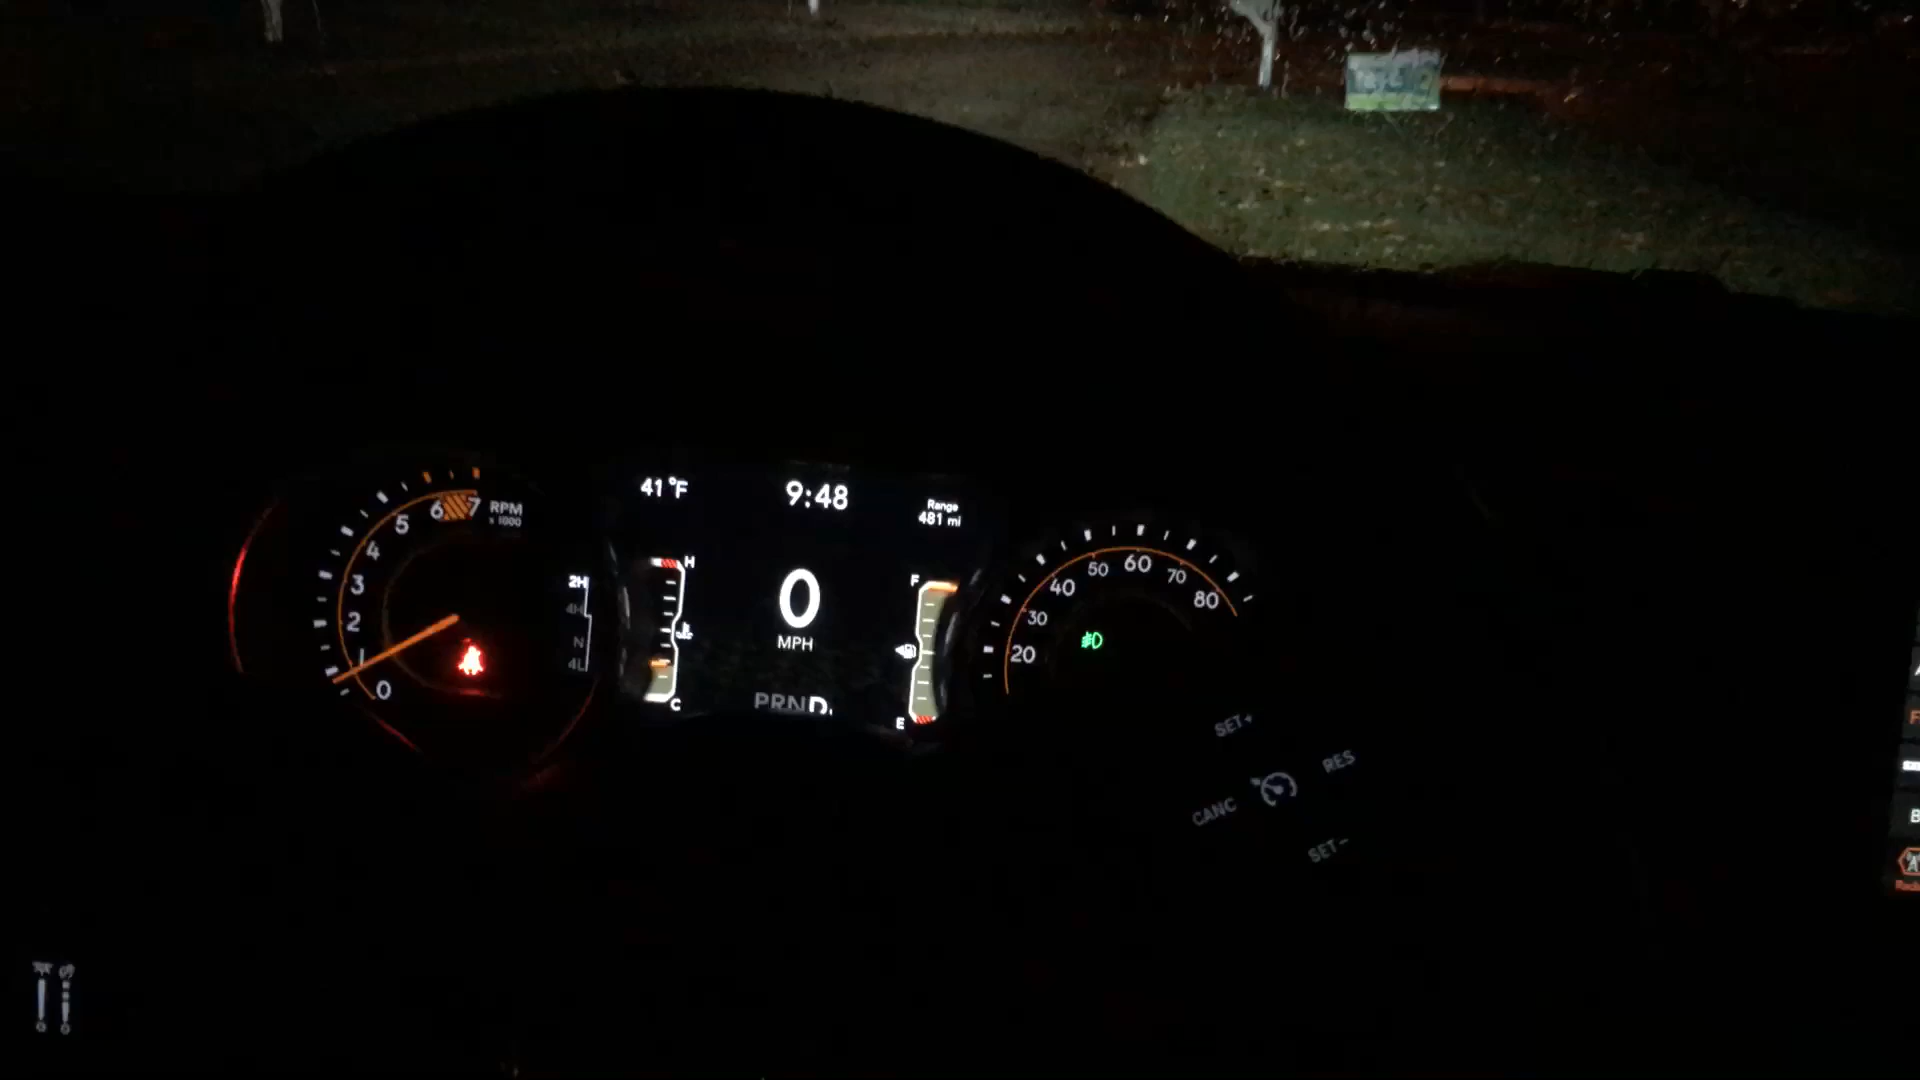 41 °F
9:48
Range
481 mi
7
6
5
4
3
2
1
0
RPM
x 1000
2H
4H
N
4L
H
C
0
MPH
PRND
F
E
20
30
40
50
60
70
80
SET+
RES
CANC
SET-